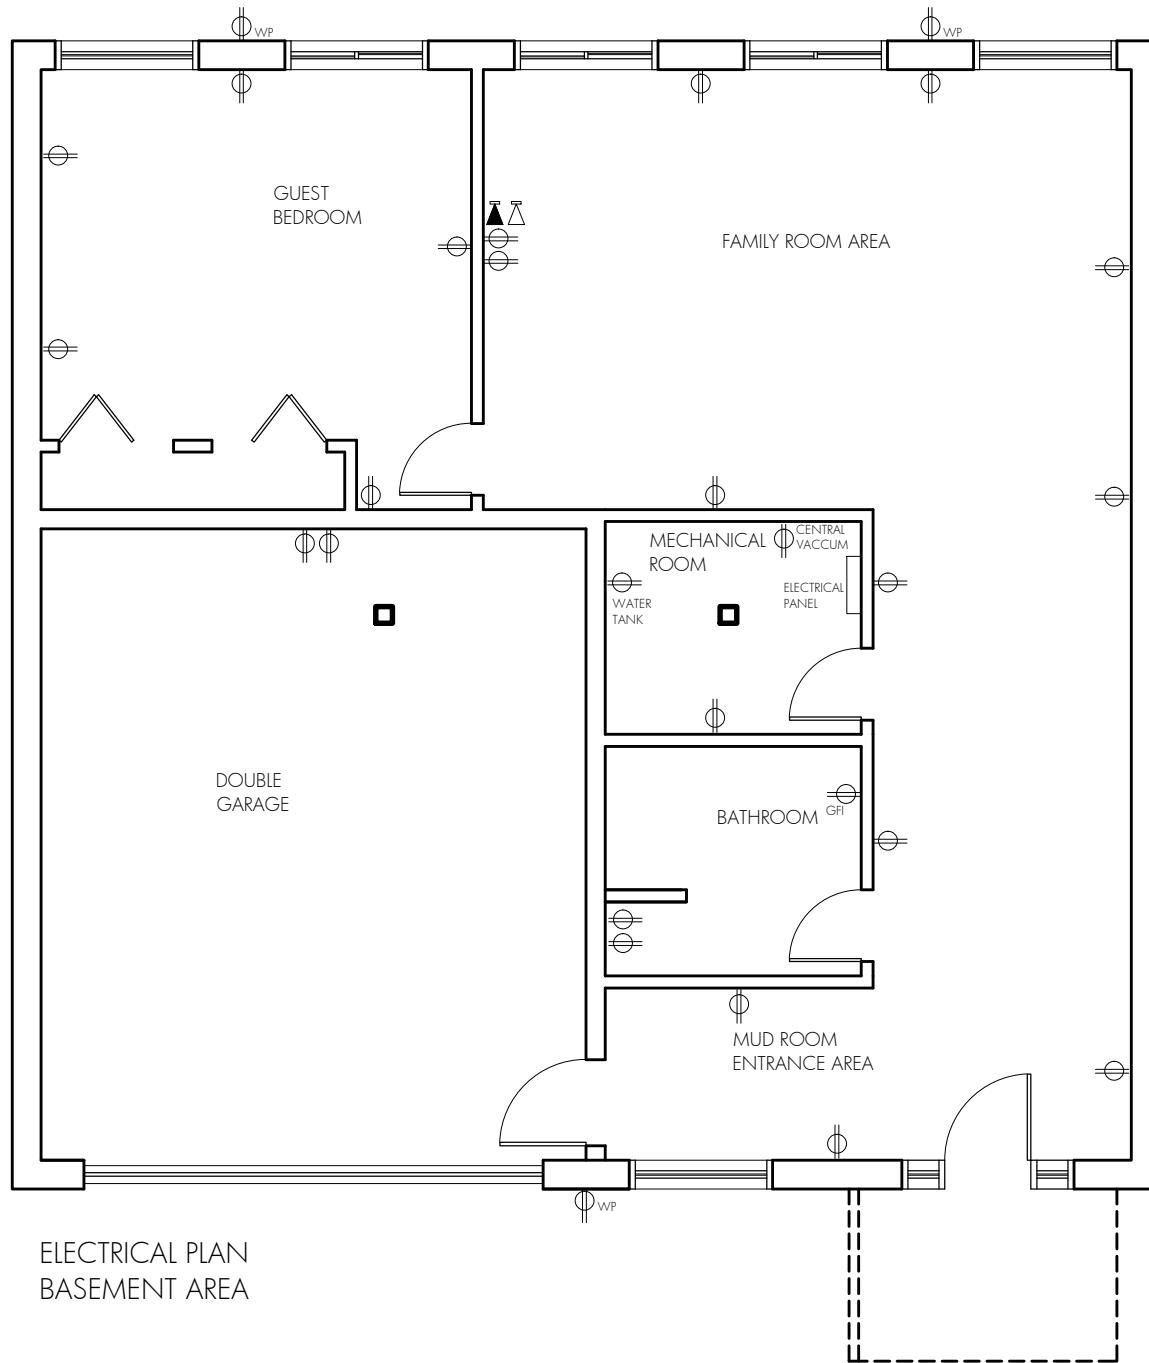 WP
WP
GUEST
BEDROOM
FAMILY ROOM AREA
MECHANICAL
ROOM
CENTRAL
VACCUM
WATER
TANK
ELECTRICAL
PANEL
DOUBLE
GARAGE
BATHROOM
GFI
MUD ROOM
ENTRANCE AREA
WP
ELECTRICAL PLAN
BASEMENT AREA